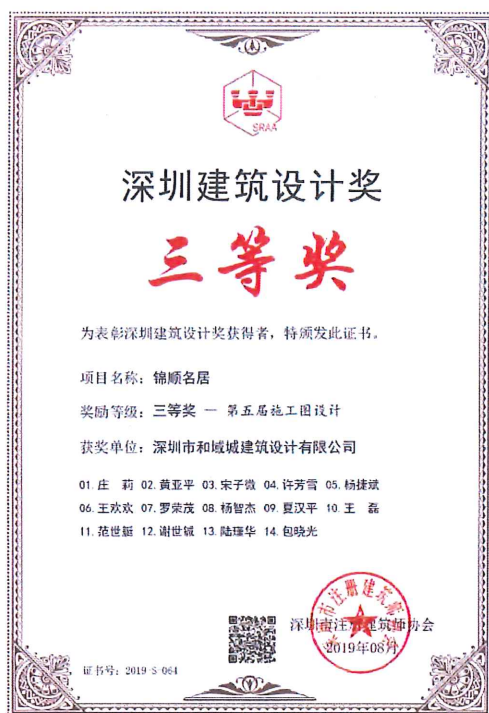 SRAA
深圳建筑设计奖
三等奖
为表彰深圳建筑设计奖获得者，特颁发此证书。
项目名称：锦顺名居
奖励等级：三等奖 — 第五届施工图设计
获奖单位：深圳市和域城建筑设计有限公司
01.庄 莉 02.黄亚平 03.宋子微 04.许芳雪 05.杨捷斌
06.王欢欢 07.罗荣茂 08.杨智杰 09.夏汉平 10.王 磊
11.范世艇 12.谢世铖 13.陆瑾华 14.包晓光
深圳市注册建筑师协会
2019年08月
证书号：2019-S-064